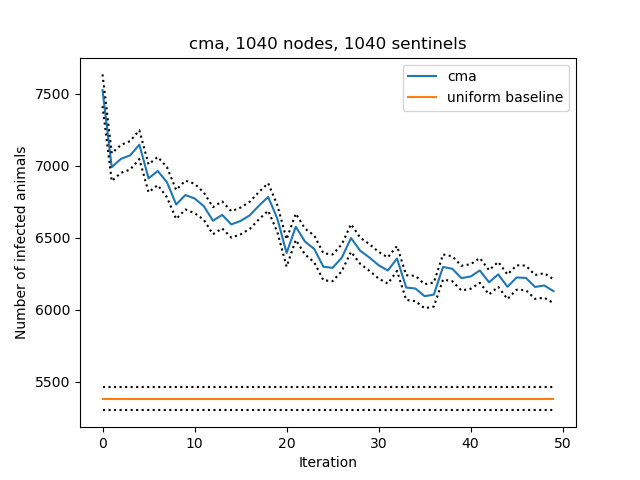 cma, 1040 nodes, 1040 sentinels
cma
uniform baseline
Number of infected animals
7500
7000
6500
6000
5500
0 10 20 30 40 50
Iteration